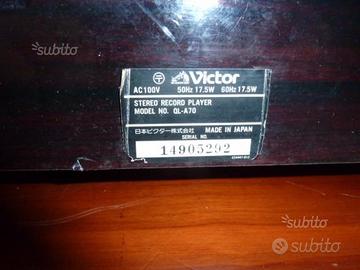 subito
subito
Victor
AC100V 50Hz 17.5W 60Hz 17.5W
STEREO RECORD PLAYER
MODEL NO. QL-A70
日本ビクター株式会社 MADE IN JAPAN
SERIAL NO.
14905292
subito
subito